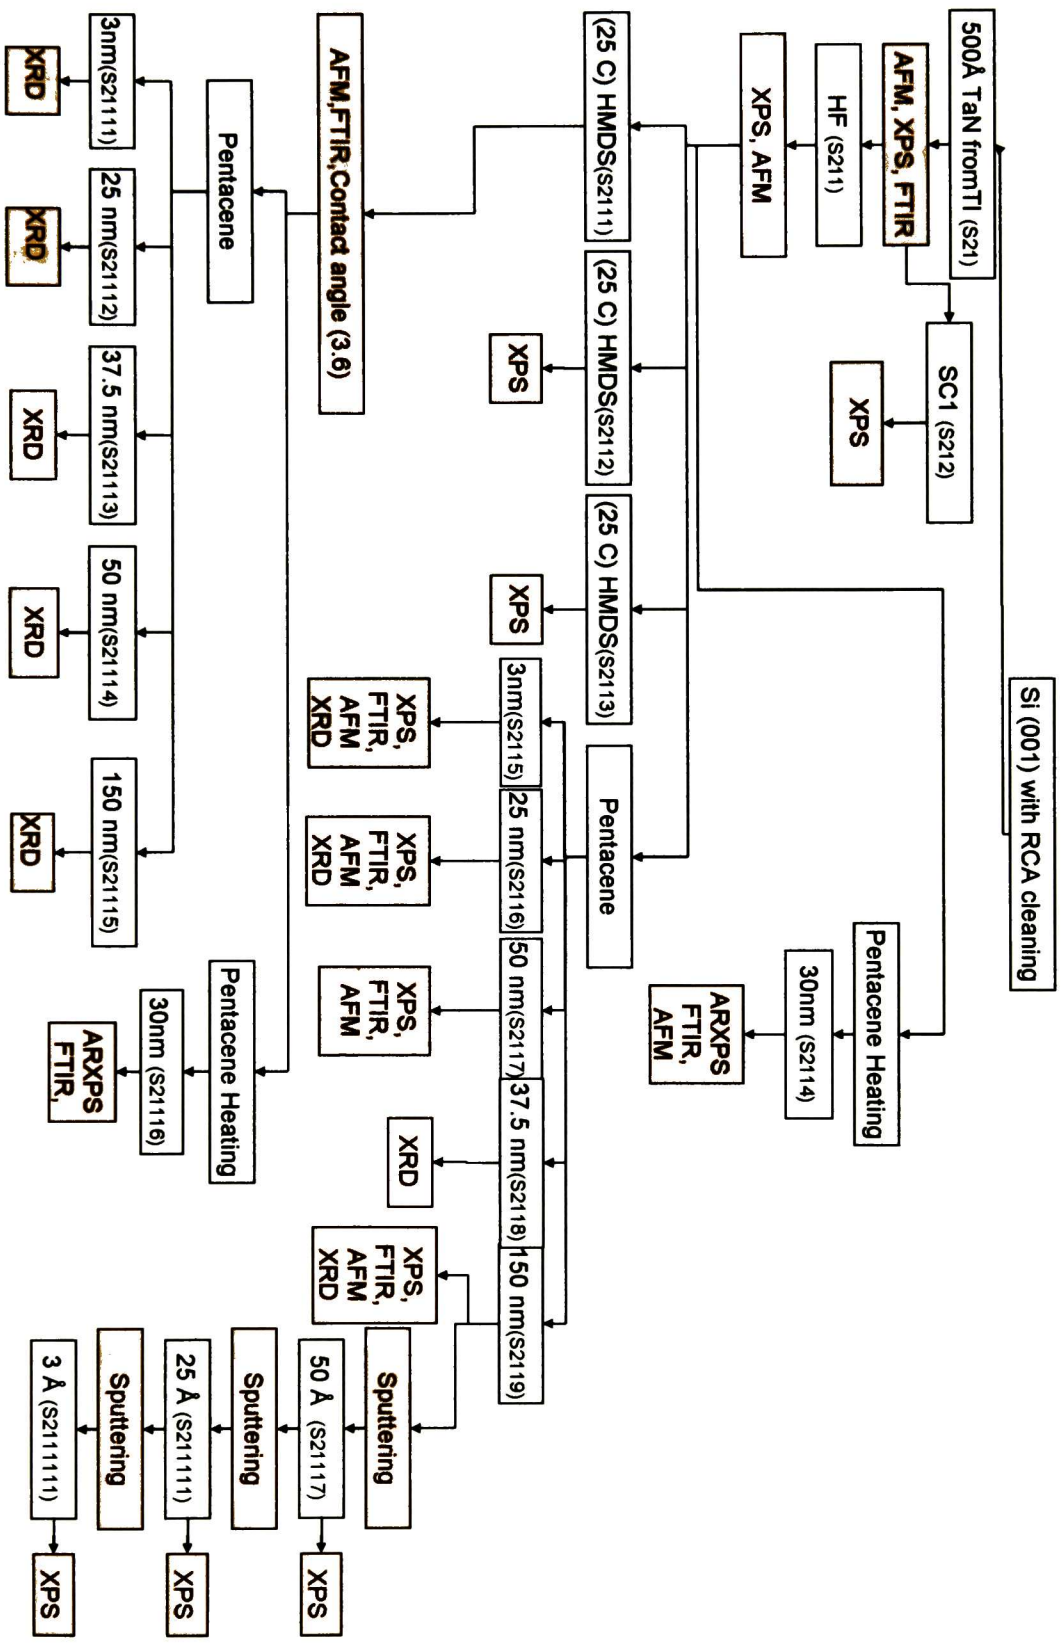 Si (001) with RCA cleaning
500Å TaN fromTI (S21)
AFM, XPS, FTIR
SC1 (S212)
XPS
HF (S211)
XPS, AFM
Pentacene Heating
30nm (S2114)
ARXPS
FTIR,
AFM
(25 C) HMDS(S2111)
(25 C) HMDS(S2112)
(25 C) HMDS(S2113)
Pentacene
XPS
XPS
3nm(S2115)
25 nm(S2116)
50 nm(S2117)
37.5 nm(S2118)
150 nm(S2119)
XPS,
FTIR,
AFM
XRD
XPS,
FTIR,
AFM
XRD
XPS,
FTIR,
AFM
XRD
XPS,
FTIR,
AFM
XRD
Sputtering
50 Å (S21117)
XPS
Sputtering
25 Å (S211111)
XPS
Sputtering
3 Å (S2111111)
XPS
AFM,FTIR,Contact angle (3.6)
Pentacene
Pentacene Heating
30nm (S21116)
ARXPS
FTIR,
3nm(S21111)
25 nm(S21112)
37.5 nm(S21113)
50 nm(S21114)
150 nm(S21115)
XRD
XRD
XRD
XRD
XRD